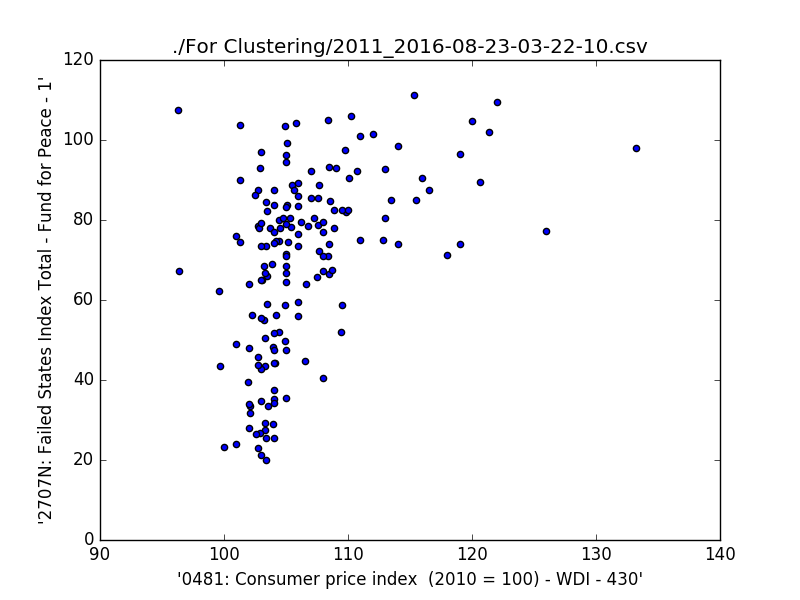 ./For Clustering/2011_2016-08-23-03-22-10.csv
120
100
80
60
40
20
0
'2707N: Failed States Index Total - Fund for Peace - 1'
90 100 110 120 130 140
'0481: Consumer price index  (2010 = 100) - WDI - 430'